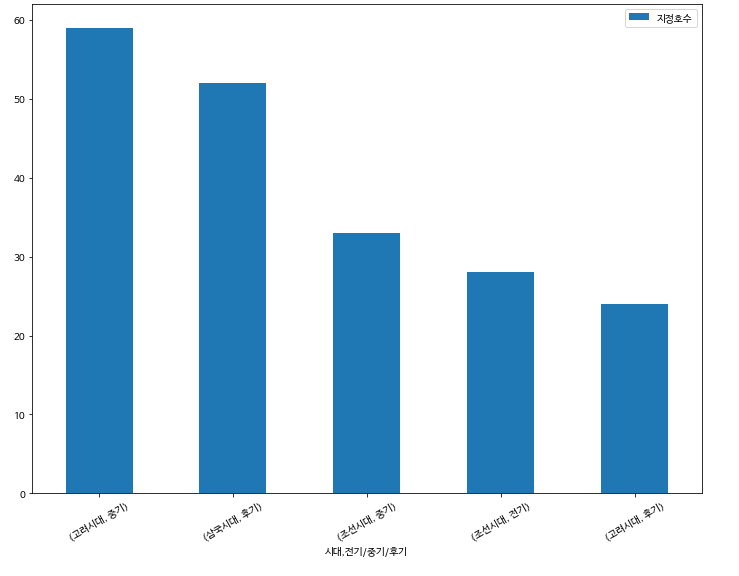 지정호수
60
50
40
30
20
10
0
(고려시대, 중기)
(삼국시대, 후기)
(조선시대, 중기)
(조선시대, 전기)
(고려시대, 후기)
시대,전기/중기/후기